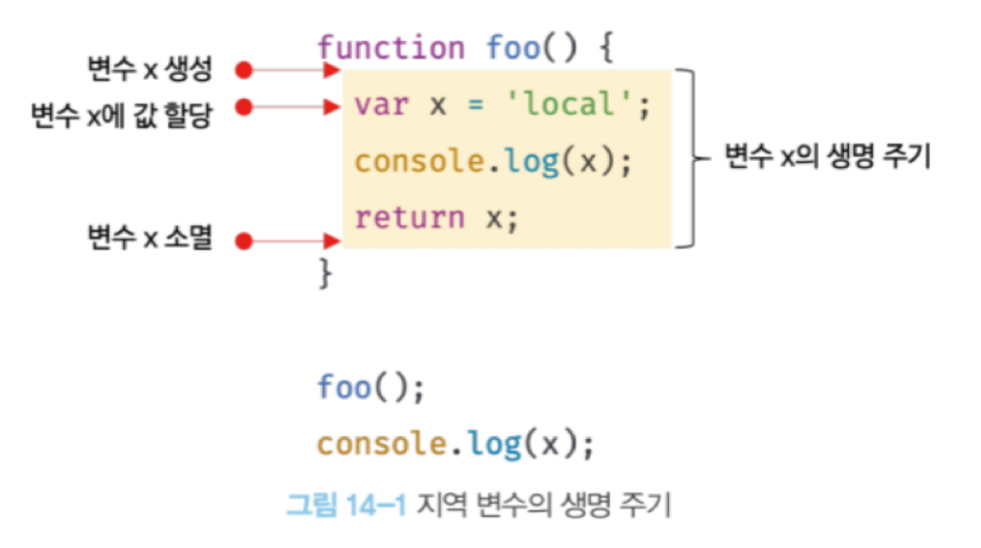 function foo() {
변수 x 생성
변수 x에 값 할당
var x = 'local';
console.log(x);
변수 x의 생명 주기
return x;
변수 x 소멸
}
foo();
console.log(x);
그림 14-1 지역 변수의 생명 주기